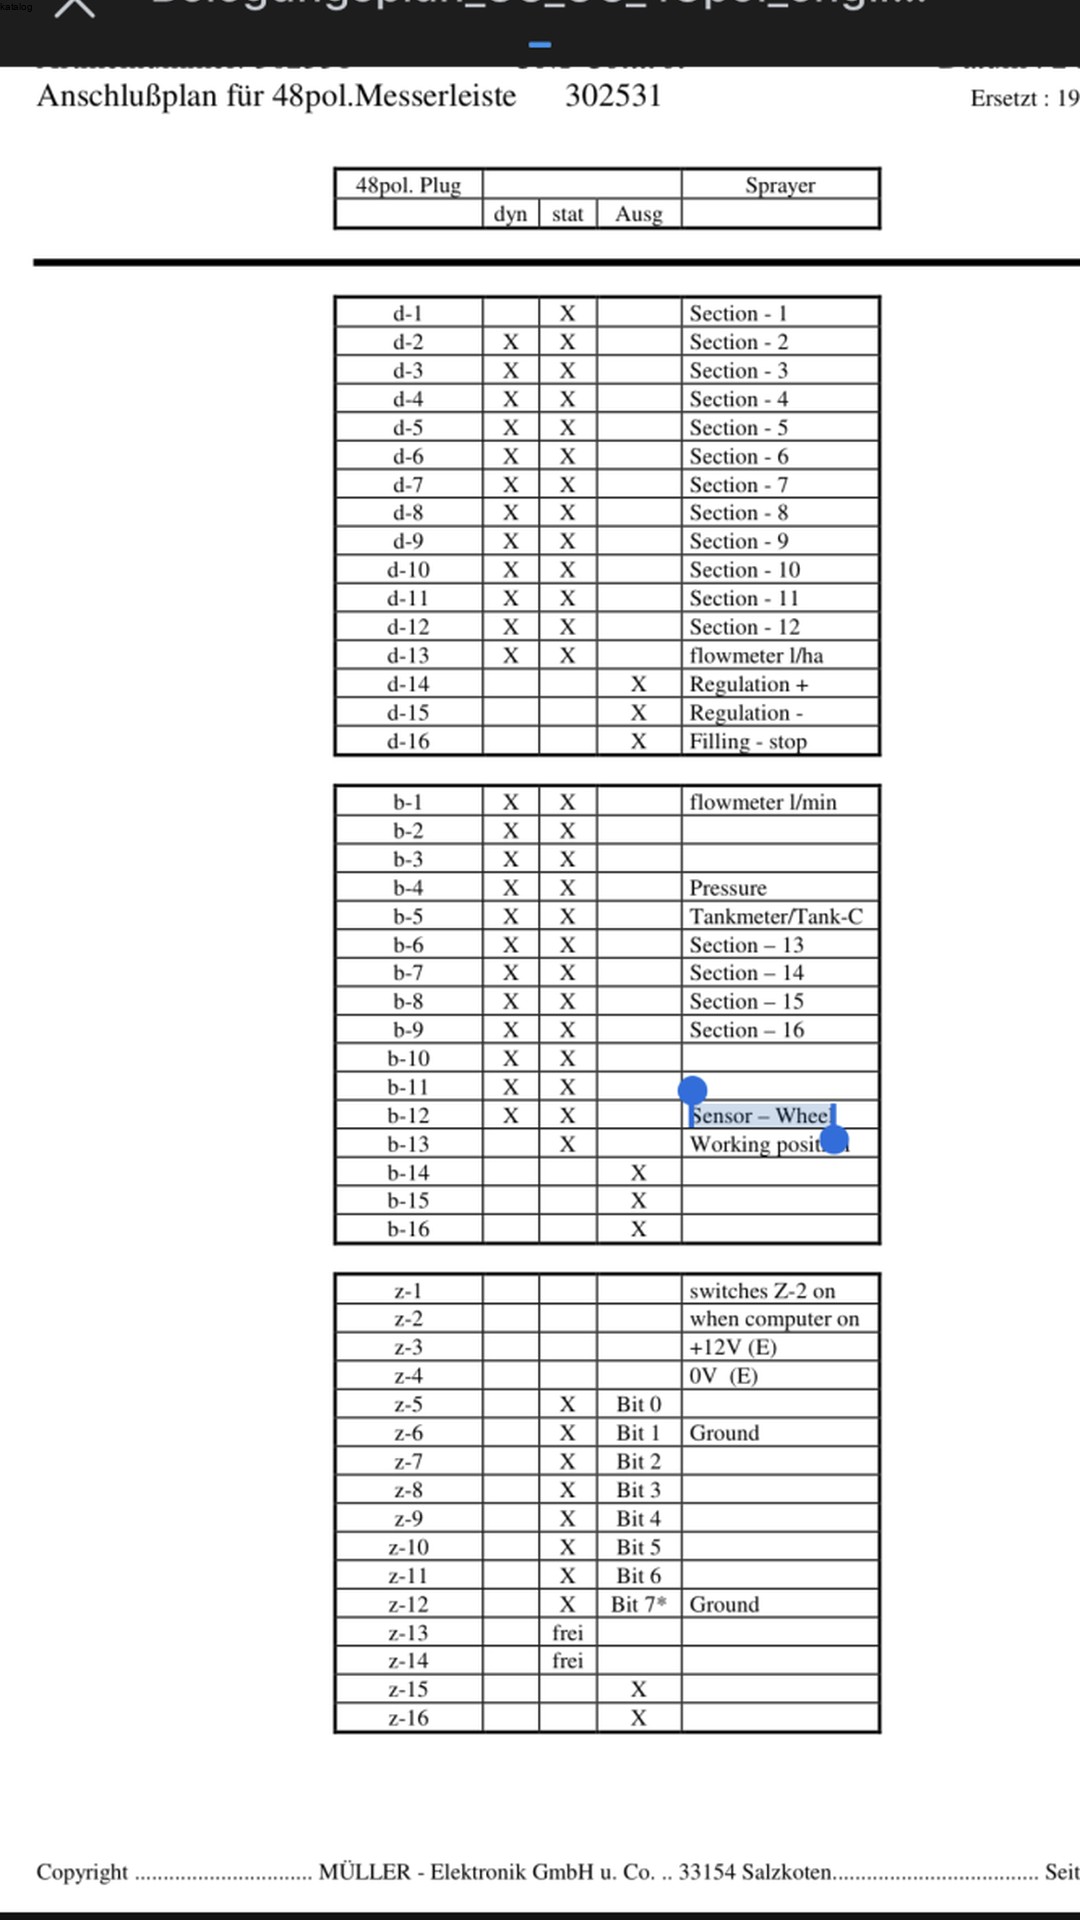 katalog
Anschlußplan für 48pol.Messerleiste 302531 Ersetzt : 19
48pol. Plug Sprayer
dyn stat Ausg
d-1 X Section - 1
d-2 X X Section - 2
d-3 X X Section - 3
d-4 X X Section - 4
d-5 X X Section - 5
d-6 X X Section - 6
d-7 X X Section - 7
d-8 X X Section - 8
d-9 X X Section - 9
d-10 X X Section - 10
d-11 X X Section - 11
d-12 X X Section - 12
d-13 X X flowmeter l/ha
d-14 X Regulation +
d-15 X Regulation -
d-16 X Filling - stop
b-1 X X flowmeter l/min
b-2 X X
b-3 X X
b-4 X X Pressure
b-5 X X Tankmeter/Tank-C
b-6 X X Section – 13
b-7 X X Section – 14
b-8 X X Section – 15
b-9 X X Section – 16
b-10 X X
b-11 X X
b-12 X X Sensor – Wheel
b-13 X Working position
b-14 X
b-15 X
b-16 X
z-1 switches Z-2 on
z-2 when computer on
z-3 +12V (E)
z-4 0V (E)
z-5 X Bit 0
z-6 X Bit 1 Ground
z-7 X Bit 2
z-8 X Bit 3
z-9 X Bit 4
z-10 X Bit 5
z-11 X Bit 6
z-12 X Bit 7* Ground
z-13 frei
z-14 frei
z-15 X
z-16 X
Copyright ............................... MÜLLER - Elektronik GmbH u. Co. .. 33154 Salzkoten.................................... Seit